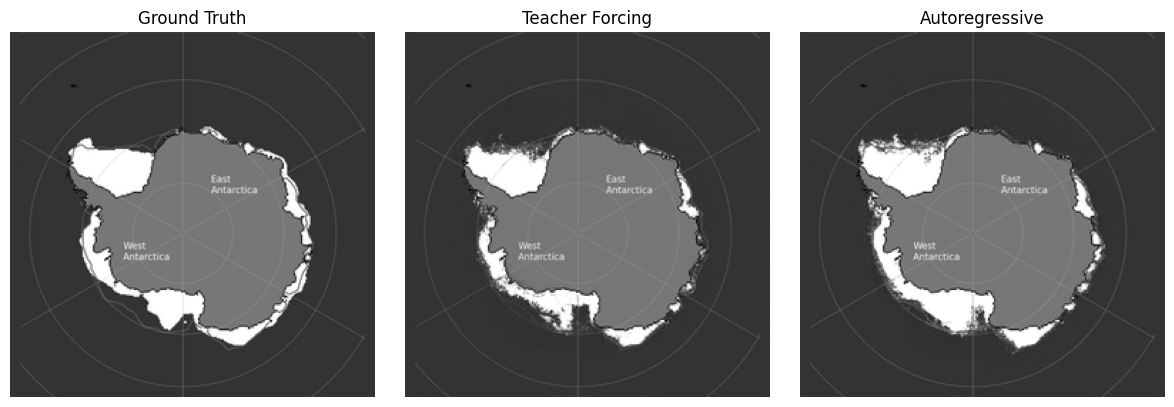 Ground Truth
Teacher Forcing
Autoregressive
East
Antarctica
West
Antarctica
East
Antarctica
West
Antarctica
East
Antarctica
West
Antarctica